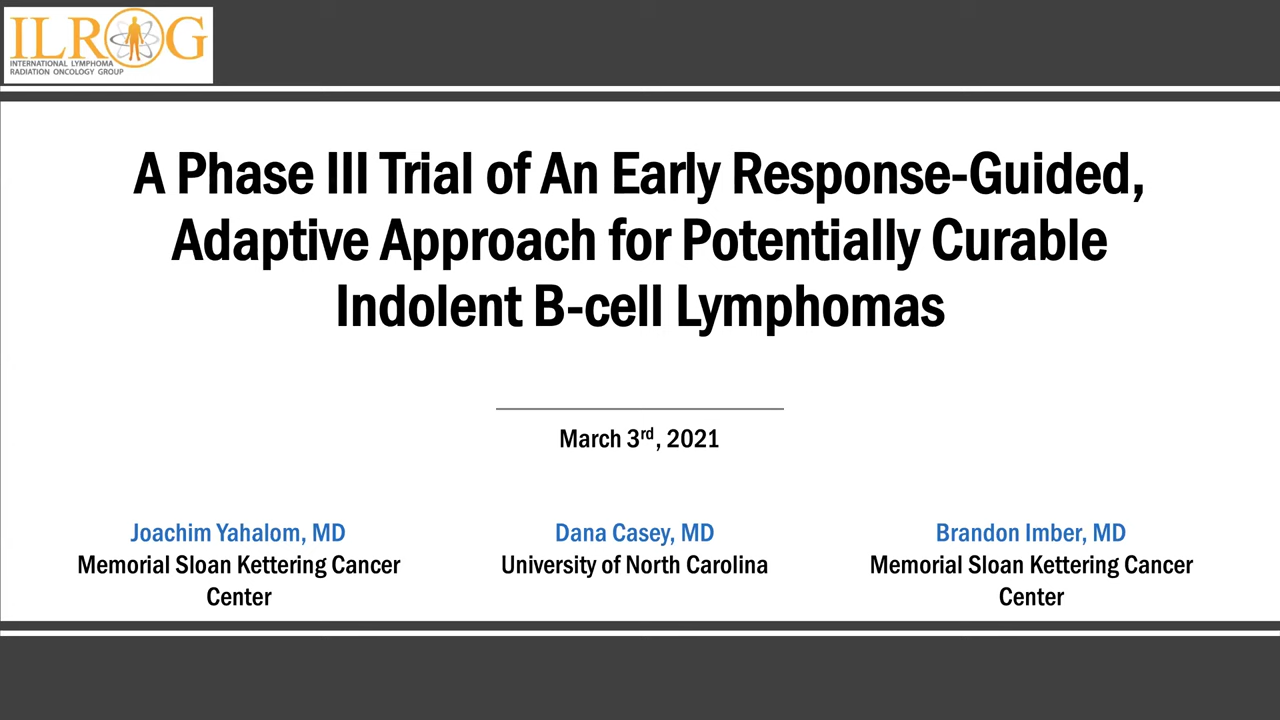 ILROG
INTERNATIONAL LYMPHOMA
RADIATION ONCOLOGY GROUP
A Phase III Trial of An Early Response-Guided,
Adaptive Approach for Potentially Curable
Indolent B-cell Lymphomas
March 3rd, 2021
Joachim Yahalom, MD
Memorial Sloan Kettering Cancer
Center
Dana Casey, MD
University of North Carolina
Brandon Imber, MD
Memorial Sloan Kettering Cancer
Center